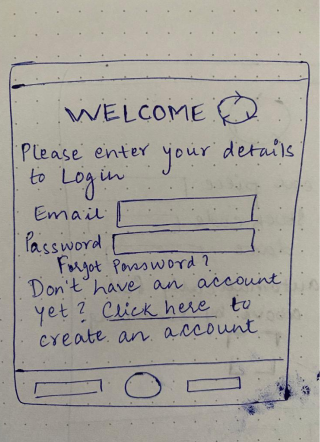 WELCOME
Please enter your details
to Login
Email
Password
Forgot Password?
Don't have an account
yet? Click here to
create an account